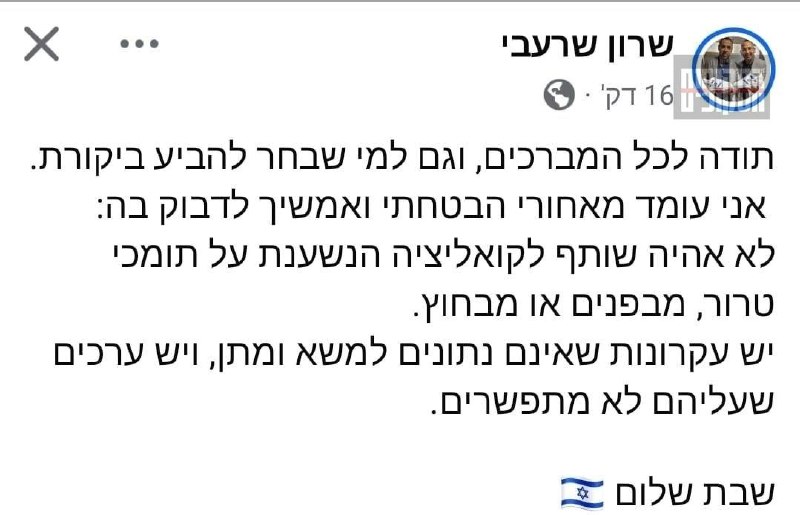 שרון שרעבי
16 דק' ·
תודה לכל המברכים, וגם למי שבחר להביע ביקורת.
אני עומד מאחורי הבטחתי ואמשיך לדבוק בה:
לא אהיה שותף לקואליציה הנשענת על תומכי
טרור, מבפנים או מבחוץ.
יש עקרונות שאינם נתונים למשא ומתן, ויש ערכים
שעליהם לא מתפשרים.
שבת שלום 🇮🇱